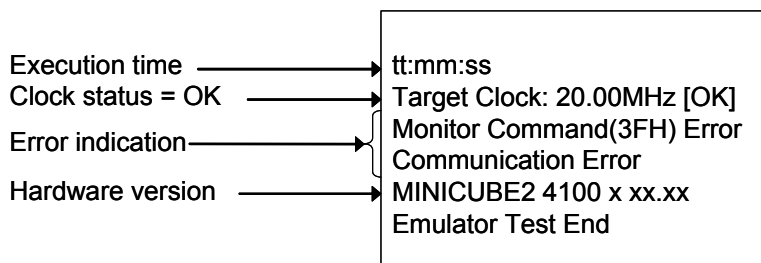 Execution time tt:mm:ss
Clock status = OK Target Clock: 20.00MHz [OK]
Error indication Monitor Command(3FH) Error
Communication Error
Hardware version MINICUBE2 4100 x xx.xx
Emulator Test End